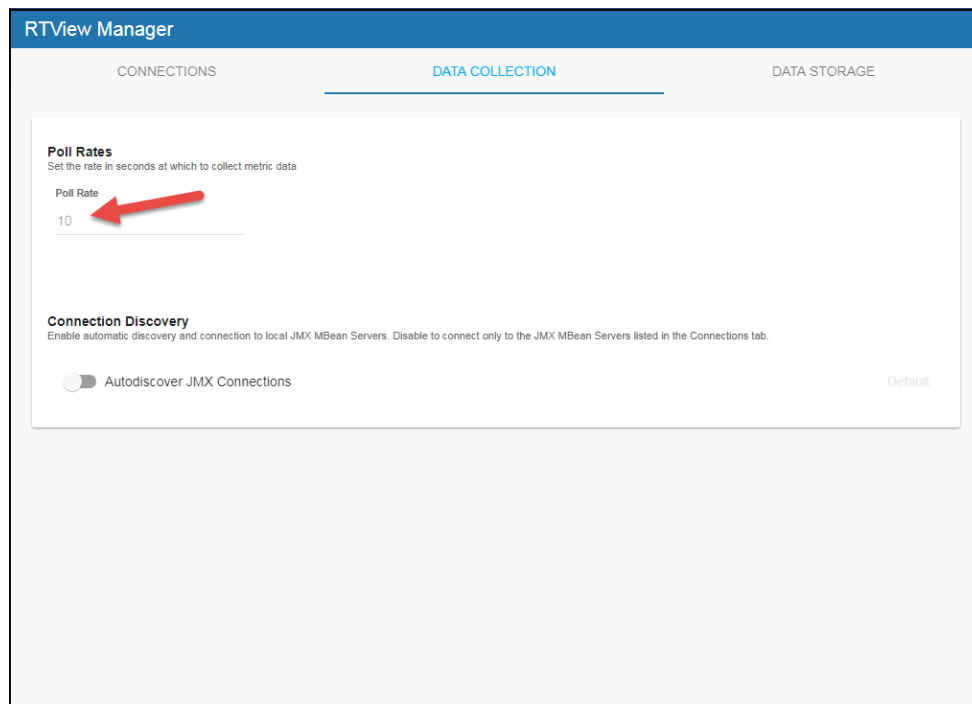 RTView Manager
CONNECTIONS DATA COLLECTION DATA STORAGE
Poll Rates
Set the rate in seconds at which to collect metric data
Poll Rate
10
Connection Discovery
Enable automatic discovery and connection to local JMX MBean Servers. Disable to connect only to the JMX MBean Servers listed in the Connections tab.
Autodiscover JMX Connections Default